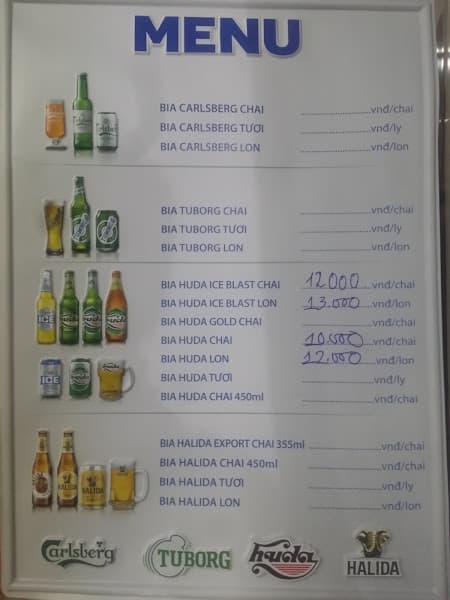 MENU
BIA CARLSBERG CHAI ........................vnđ/chai
BIA CARLSBERG TƯƠI ........................vnđ/ly
BIA CARLSBERG LON ........................vnđ/lon
BIA TUBORG CHAI ........................vnđ/chai
BIA TUBORG TƯƠI ........................vnđ/ly
BIA TUBORG LON ........................vnđ/lon
BIA HUDA ICE BLAST CHAI 12000 vnđ/chai
BIA HUDA ICE BLAST LON 13.000 vnđ/lon
BIA HUDA GOLD CHAI ........................vnđ/chai
BIA HUDA CHAI 10.000 vnđ/chai
BIA HUDA LON 12.000 vnđ/lon
BIA HUDA TƯƠI ........................vnđ/ly
BIA HUDA CHAI 450ml ........................vnđ/chai
BIA HALIDA EXPORT CHAI 355ml ........................vnđ/chai
BIA HALIDA CHAI 450ml ........................vnđ/chai
BIA HALIDA TƯƠI ........................vnđ/ly
BIA HALIDA LON ........................vnđ/lon
Carlsberg TUBORG huda HALIDA